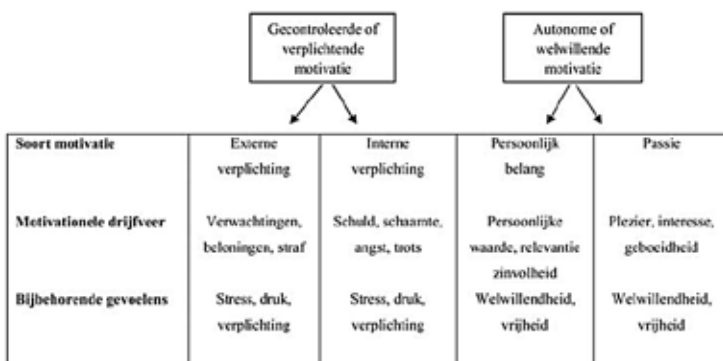 Gecontroleerde of
verplichtende
motivatie
Autonome of
welwillende
motivatie
Soort motivatie
Externe
verplichting
Interne
verplichting
Persoonlijk
belang
Passie
Motivationele drijfveer
Verwachtingen,
beloningen, straf
Schuld, schaamte,
angst, trots
Persoonlijke
waarde, relevantie
zinvolheid
Plezier, interesse,
geboeidheid
Bijbehorende gevoelens
Stress, druk,
verplichting
Stress, druk,
verplichting
Welwillendheid,
vrijheid
Welwillendheid,
vrijheid